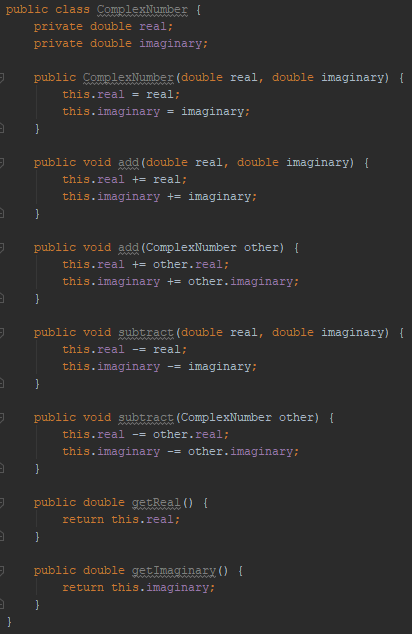 public class ComplexNumber {
    private double real;
    private double imaginary;

    public ComplexNumber(double real, double imaginary) {
        this.real = real;
        this.imaginary = imaginary;
    }

    public void add(double real, double imaginary) {
        this.real += real;
        this.imaginary += imaginary;
    }

    public void add(ComplexNumber other) {
        this.real += other.real;
        this.imaginary += other.imaginary;
    }

    public void subtract(double real, double imaginary) {
        this.real -= real;
        this.imaginary -= imaginary;
    }

    public void subtract(ComplexNumber other) {
        this.real -= other.real;
        this.imaginary -= other.imaginary;
    }

    public double getReal() {
        return this.real;
    }

    public double getImaginary() {
        return this.imaginary;
    }
}